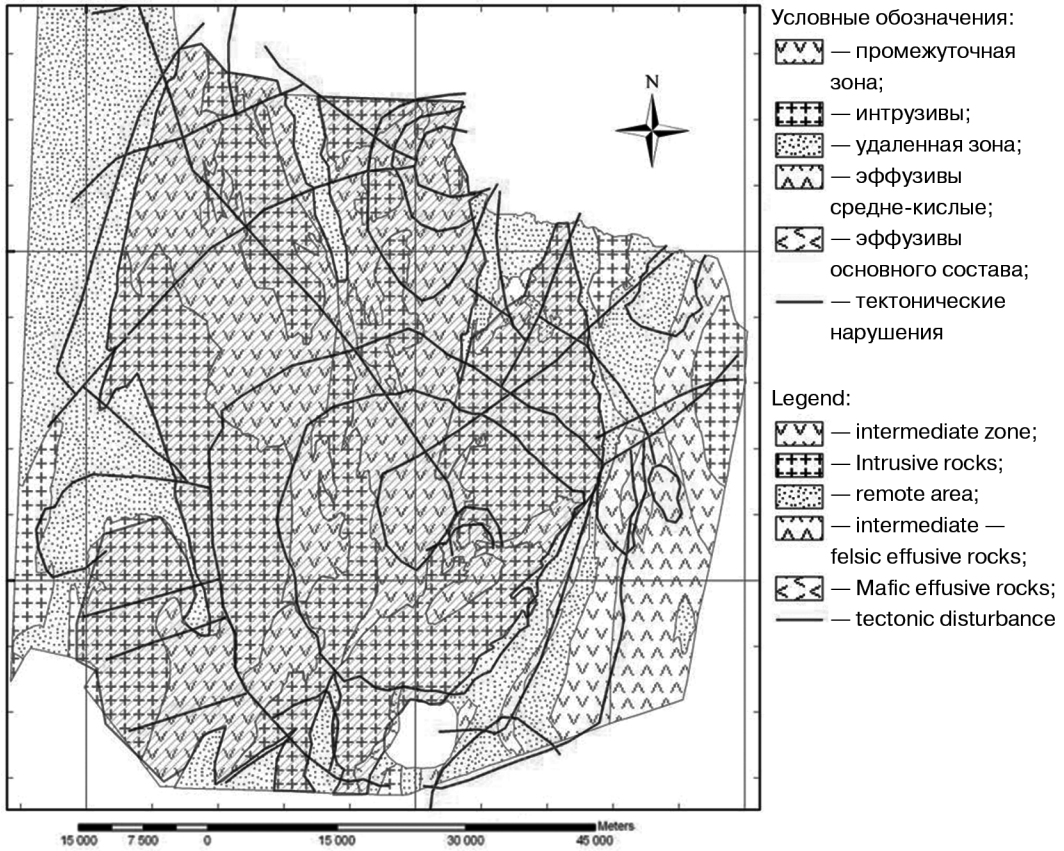 Условные обозначения:
— промежуточная
зона;
— интрузивы;
— удаленная зона;
— эффузивы
средне-кислые;
— эффузивы
основного состава;
— тектонические
нарушения
Legend:
— intermediate zone;
— Intrusive rocks;
— remote area;
— intermediate —
felsic effusive rocks;
— Mafic effusive rocks;
— tectonic disturbance
N
Meters
15 000 7 500 0 15 000 30 000 45 000